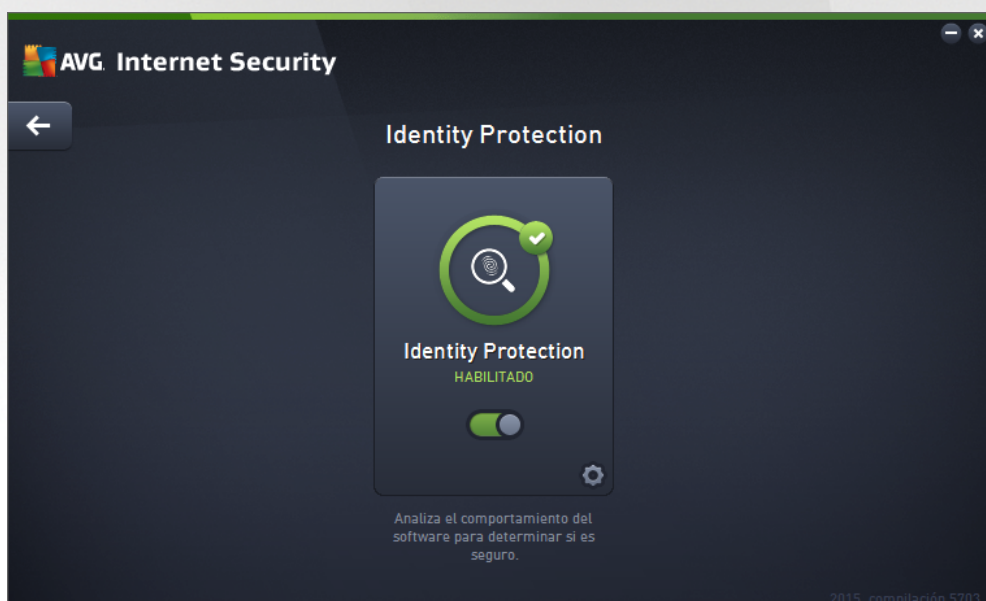 AVG. Internet Security
Identity Protection
Identity Protection
HABILITADO
Analiza el comportamiento del
software para determinar si es
seguro.
2015, compilación 5703